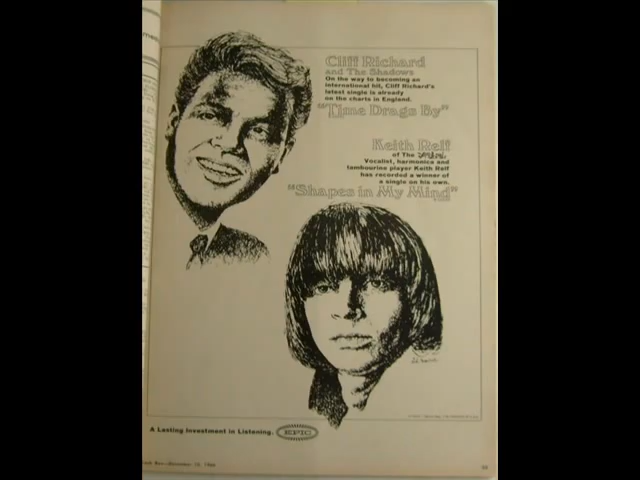 Cliff Richard
and The Shadows
On the way to becoming an
international hit, Cliff Richard's
latest single is already
on the charts in England.
"Time Drags By"
Keith Relf
of The Yardbirds
Vocalist, harmonica and
tambourine player Keith Relf
has recorded a winner of
a single on his own.
"Shapes in My Mind"
A Lasting Investment in Listening.
EPIC